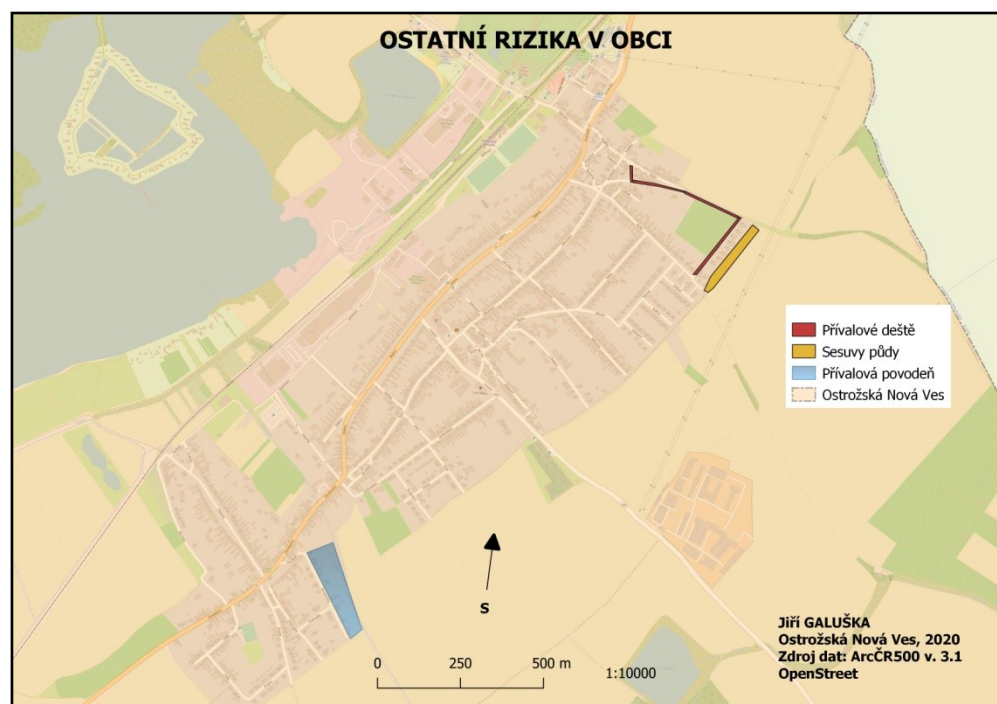 OSTATNÍ RIZIKA V OBCI
Přívalové deště
Sesuvy půdy
Přívalová povodeň
Ostrožská Nová Ves
S
0 250 500 m
1:10000
Jiří GALUŠKA
Ostrožská Nová Ves, 2020
Zdroj dat: ArcČR500 v. 3.1
OpenStreet